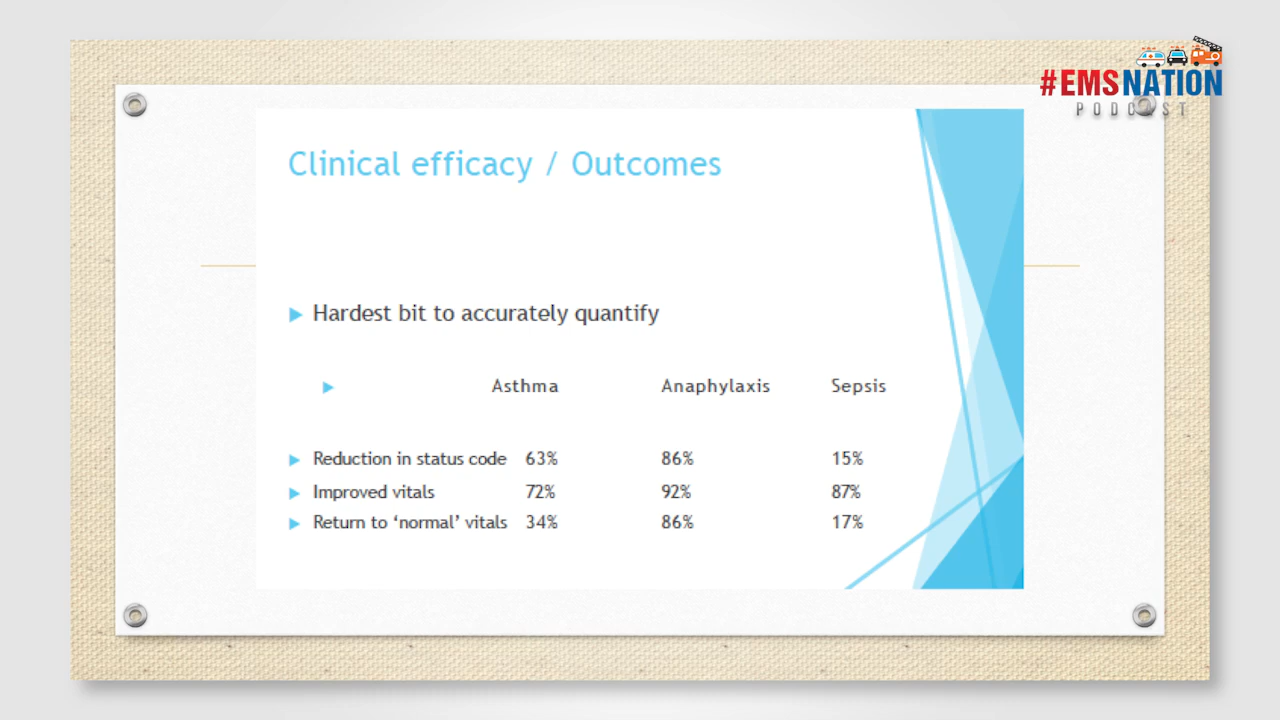 #EMSNATION
PODCAST
Clinical efficacy / Outcomes
Hardest bit to accurately quantify
Asthma Anaphylaxis Sepsis
Reduction in status code 63% 86% 15%
Improved vitals 72% 92% 87%
Return to ‘normal’ vitals 34% 86% 17%